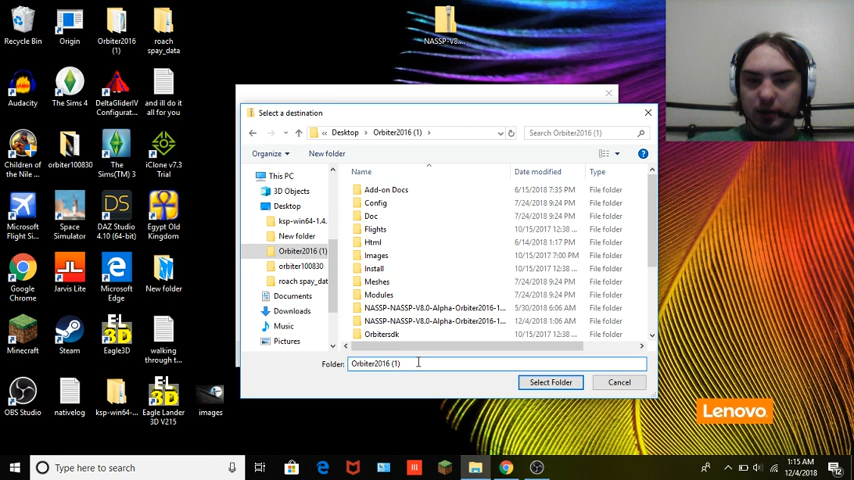 Recycle Bin
Origin
Orbiter2016
(1)
roach
spay_data
NASSP-V8....
Audacity
The Sims 4
DeltaGliderIV
Configurat...
and ill do it
all for you
Children of
the Nile ...
orbiter100830
The
Sims(TM) 3
iClone v7.3
Trial
Microsoft
Flight Si...
Space
Simulator
DAZ Studio
4.10 (64-bit)
Egypt Old
Kingdom
Google
Chrome
Jarvis Lite
Microsoft
Edge
New folder
Minecraft
Steam
Eagle3D
walking
through t...
OBS Studio
nativelog
ksp-win64-...
Eagle Lander
3D V215
images
Select a destination
Desktop
Orbiter2016 (1)
Search Orbiter2016 (1)
Organize
New folder
This PC
3D Objects
Desktop
ksp-win64-1.4.
New folder
Orbiter2016 (1)
orbiter100830
roach spay_dat
Documents
Downloads
Music
Pictures
Name
Date modified
Type
Add-on Docs
6/15/2018 7:35 PM
File folder
Config
7/24/2018 9:04 PM
File folder
Doc
7/24/2018 9:04 PM
File folder
Flights
10/15/2017 12:38 ...
File folder
Html
6/14/2018 1:17 PM
File folder
Images
10/15/2017 7:00 PM
File folder
Install
10/15/2017 12:38 ...
File folder
Meshes
7/24/2018 9:04 PM
File folder
Modules
7/24/2018 9:04 PM
File folder
NASSP-NASSP-V8.0-Alpha-Orbiter2016-1...
5/30/2018 6:06 AM
File folder
NASSP-NASSP-V8.0-Alpha-Orbiter2016-1...
12/4/2018 1:06 AM
File folder
Orbitersdk
10/15/2017 12:38 ...
File folder
Folder:
Orbiter2016 (1)
Select Folder
Cancel
Lenovo
Type here to search
1:15 AM
12/4/2018